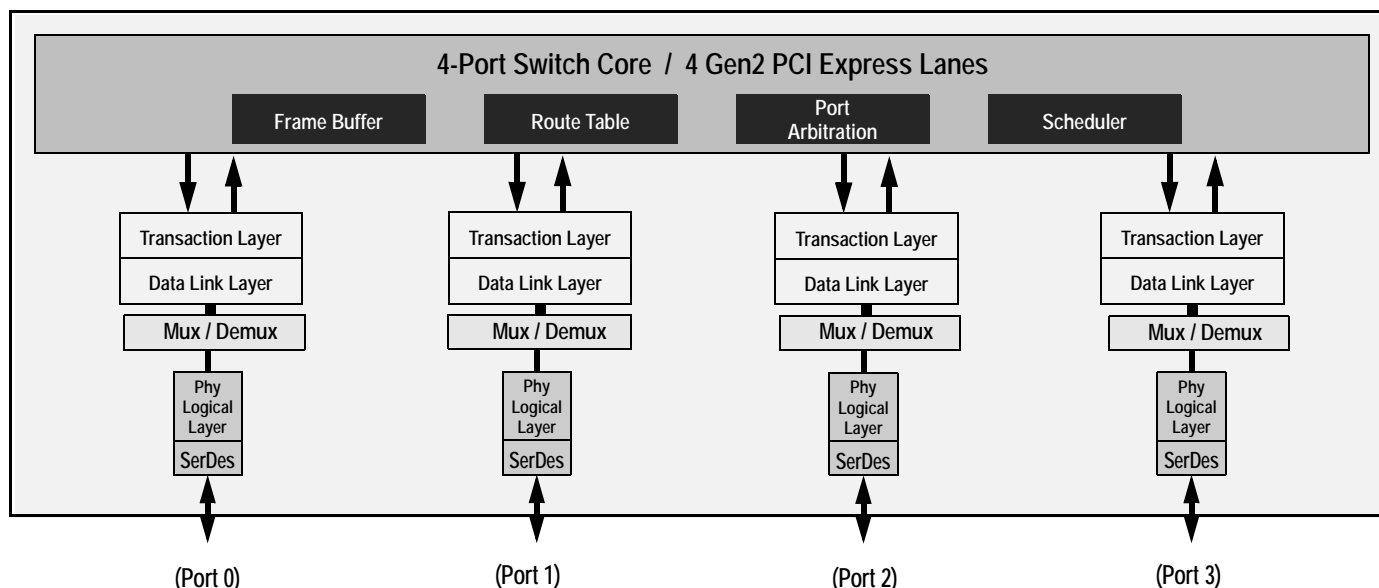 4-Port Switch Core / 4 Gen2 PCI Express Lanes
Frame Buffer
Route Table
Port
Arbitration
Scheduler
Transaction Layer
Transaction Layer
Transaction Layer
Transaction Layer
Data Link Layer
Data Link Layer
Data Link Layer
Data Link Layer
Mux / Demux
Mux / Demux
Mux / Demux
Mux / Demux
Phy
Logical
Layer
Phy
Logical
Layer
Phy
Logical
Layer
Phy
Logical
Layer
SerDes
SerDes
SerDes
SerDes
(Port 0)
(Port 1)
(Port 2)
(Port 3)